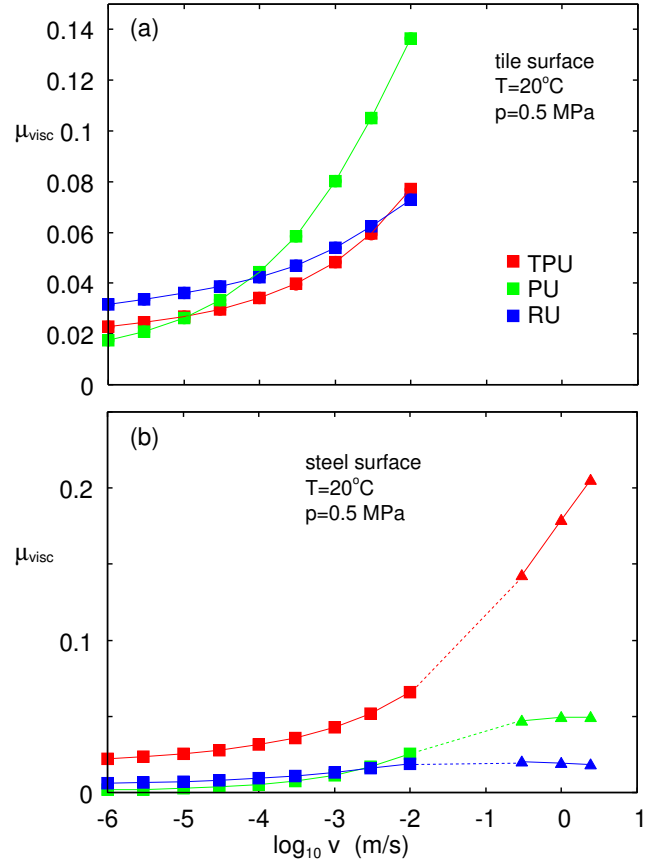 (a)
tile surface
T=20°C
p=0.5 MPa
0.14
0.12
0.1
0.08
0.06
0.04
0.02
0
μvisc
TPU
PU
RU
(b)
steel surface
T=20°C
p=0.5 MPa
0.2
0.1
0
μvisc
-6 -5 -4 -3 -2 -1 0 1
log10 v (m/s)